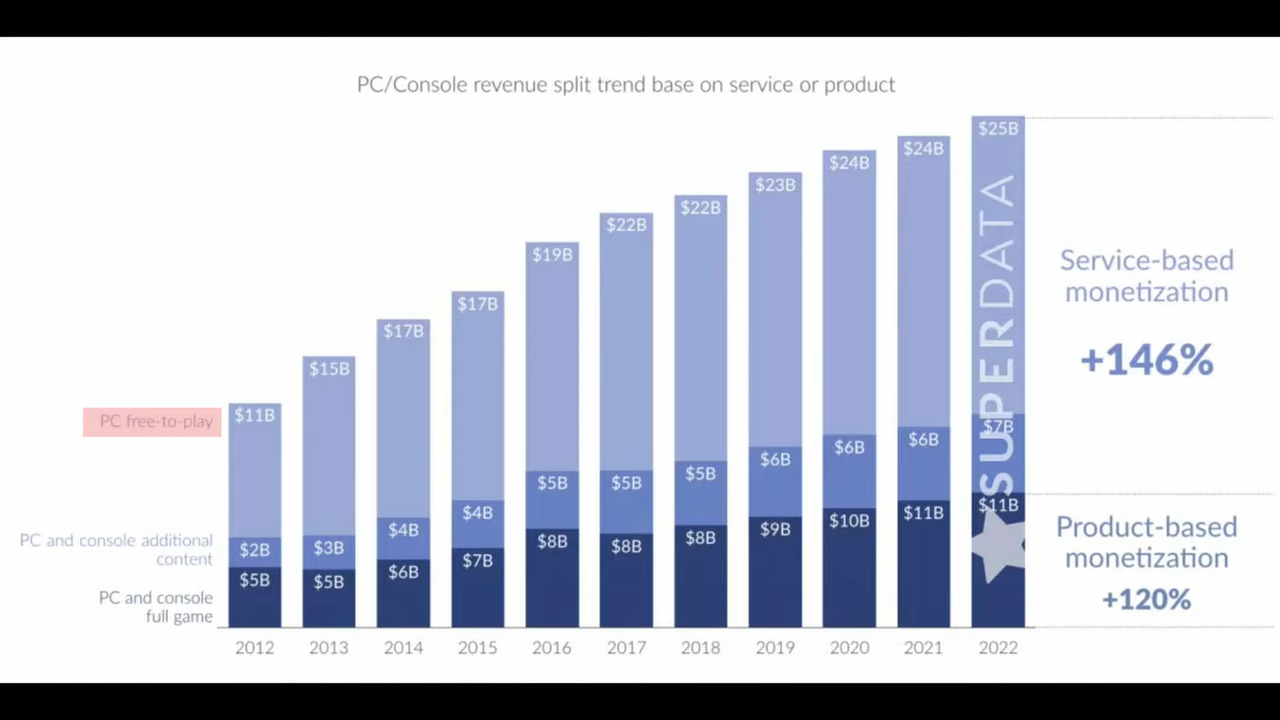 PC/Console revenue split trend base on service or product
$11B
$15B
$17B
$17B
$19B
$22B
$22B
$23B
$24B
$24B
$25B
PC free-to-play
$2B
$3B
$4B
$4B
$5B
$5B
$5B
$6B
$6B
$6B
$7B
PC and console additional
content
$5B
$5B
$6B
$7B
$8B
$8B
$8B
$9B
$10B
$11B
$11B
PC and console
full game
2012
2013
2014
2015
2016
2017
2018
2019
2020
2021
2022
SUPERDATA
Service-based
monetization
+146%
Product-based
monetization
+120%